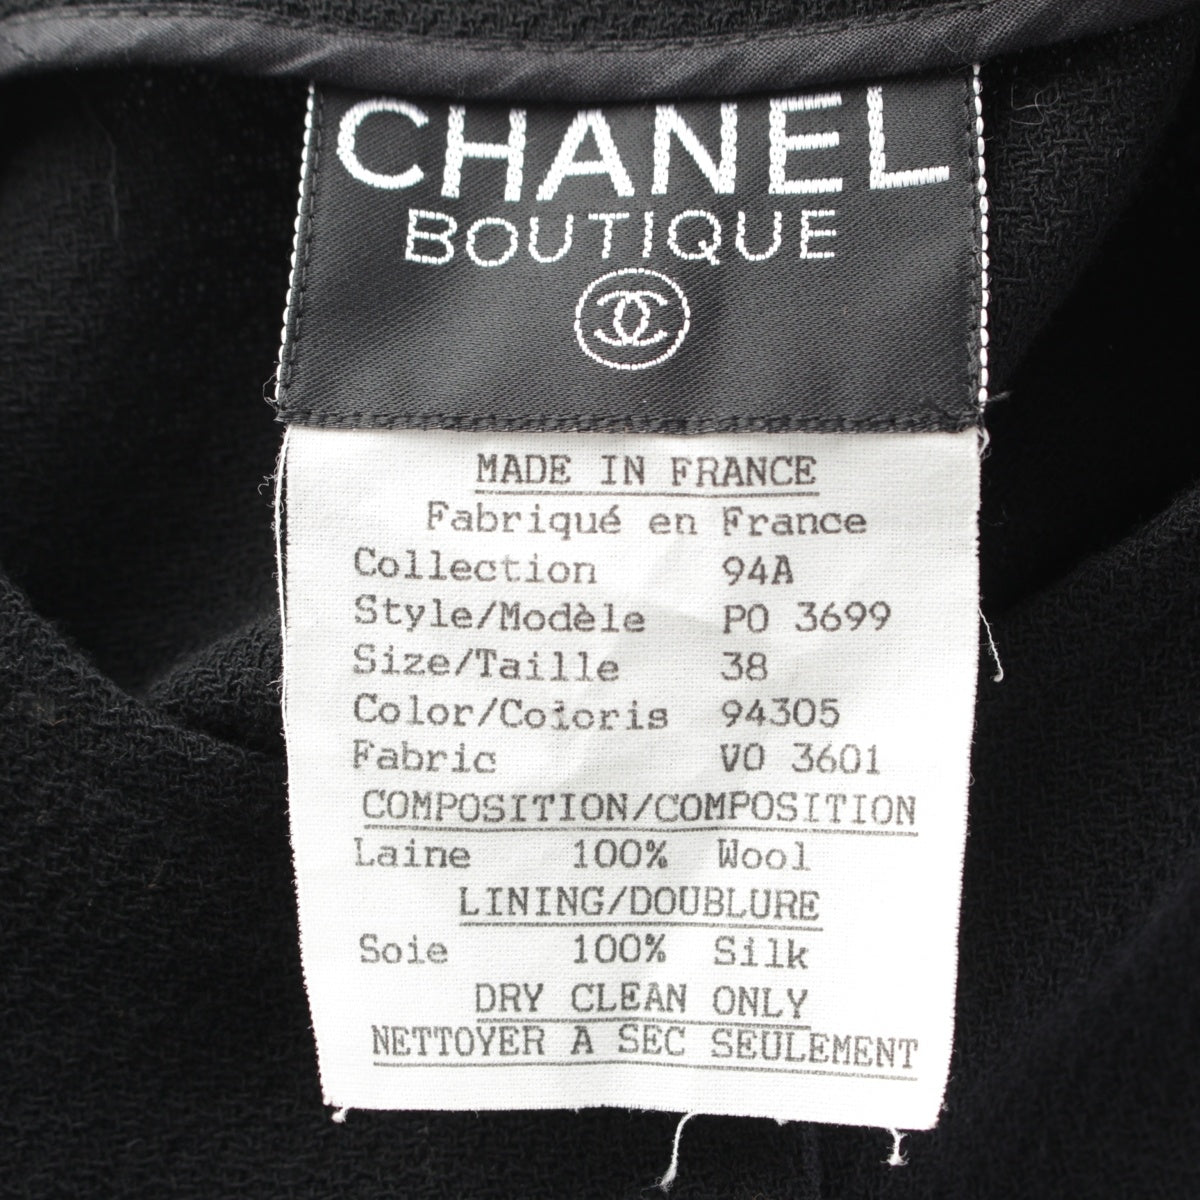 CHANEL
BOUTIQUE
MADE IN FRANCE
Fabriqué en France
Collection 94A
Style/Modèle PO 3699
Size/Taille 38
Color/Coloris 94305
Fabric VO 3601
COMPOSITION/COMPOSITION
Laine 100% Wool
LINING/DOUBLURE
Soie 100% Silk
DRY CLEAN ONLY
NETTOYER A SEC SEULEMENT